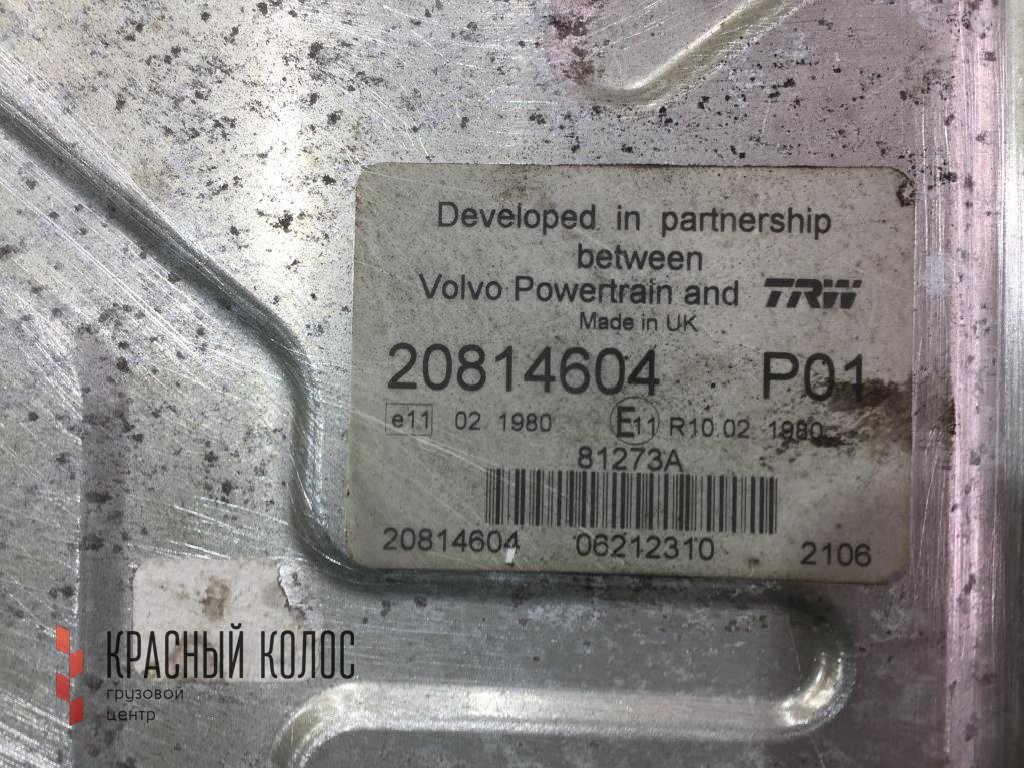 Developed in partnership
between
Volvo Powertrain and TRW
Made in UK
20814604 P01
e11 02 1980 E11 R10.02 1980
81273A
20814604 06212310 2106
КРАСНЫЙ КОЛОС
грузовой
центр